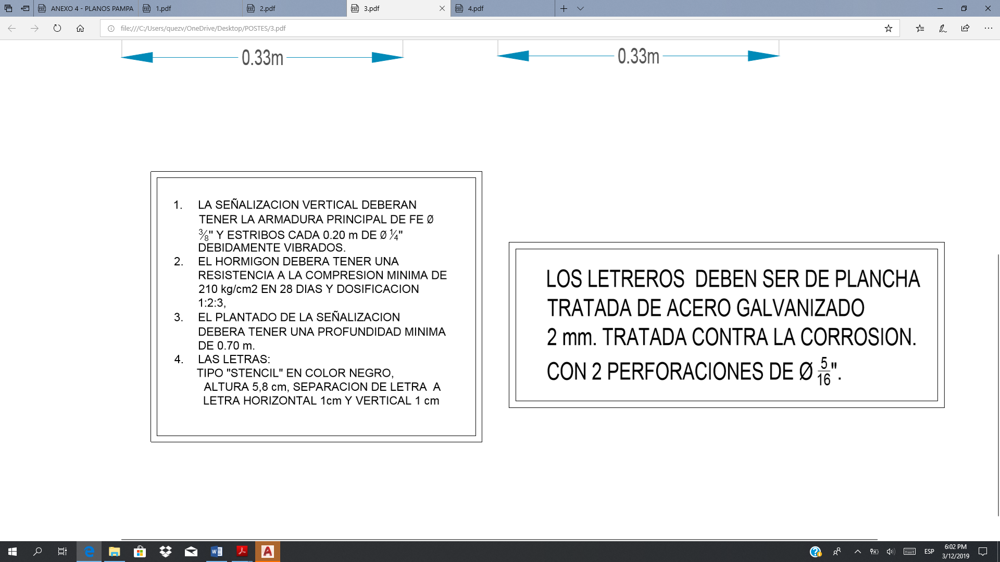 ANEXO 4 - PLANOS PAMPA
1.pdf
2.pdf
3.pdf
4.pdf
file:///C:/Users/quezv/OneDrive/Desktop/POSTES/3.pdf
0.33m
0.33m
1. LA SEÑALIZACION VERTICAL DEBERAN
TENER LA ARMADURA PRINCIPAL DE FE Ø
3/8" Y ESTRIBOS CADA 0.20 m DE Ø 1/4"
DEBIDAMENTE VIBRADOS.
2. EL HORMIGON DEBERA TENER UNA
RESISTENCIA A LA COMPRESION MINIMA DE
210 kg/cm2 EN 28 DIAS Y DOSIFICACION
1:2:3,
3. EL PLANTADO DE LA SEÑALIZACION
DEBERA TENER UNA PROFUNDIDAD MINIMA
DE 0.70 m.
4. LAS LETRAS:
TIPO "STENCIL" EN COLOR NEGRO,
ALTURA 5,8 cm, SEPARACION DE LETRA A
LETRA HORIZONTAL 1cm Y VERTICAL 1 cm
LOS LETREROS DEBEN SER DE PLANCHA
TRATADA DE ACERO GALVANIZADO
2 mm. TRATADA CONTRA LA CORROSION.
CON 2 PERFORACIONES DE Ø 5/16".
ESP
6:02 PM
3/12/2019